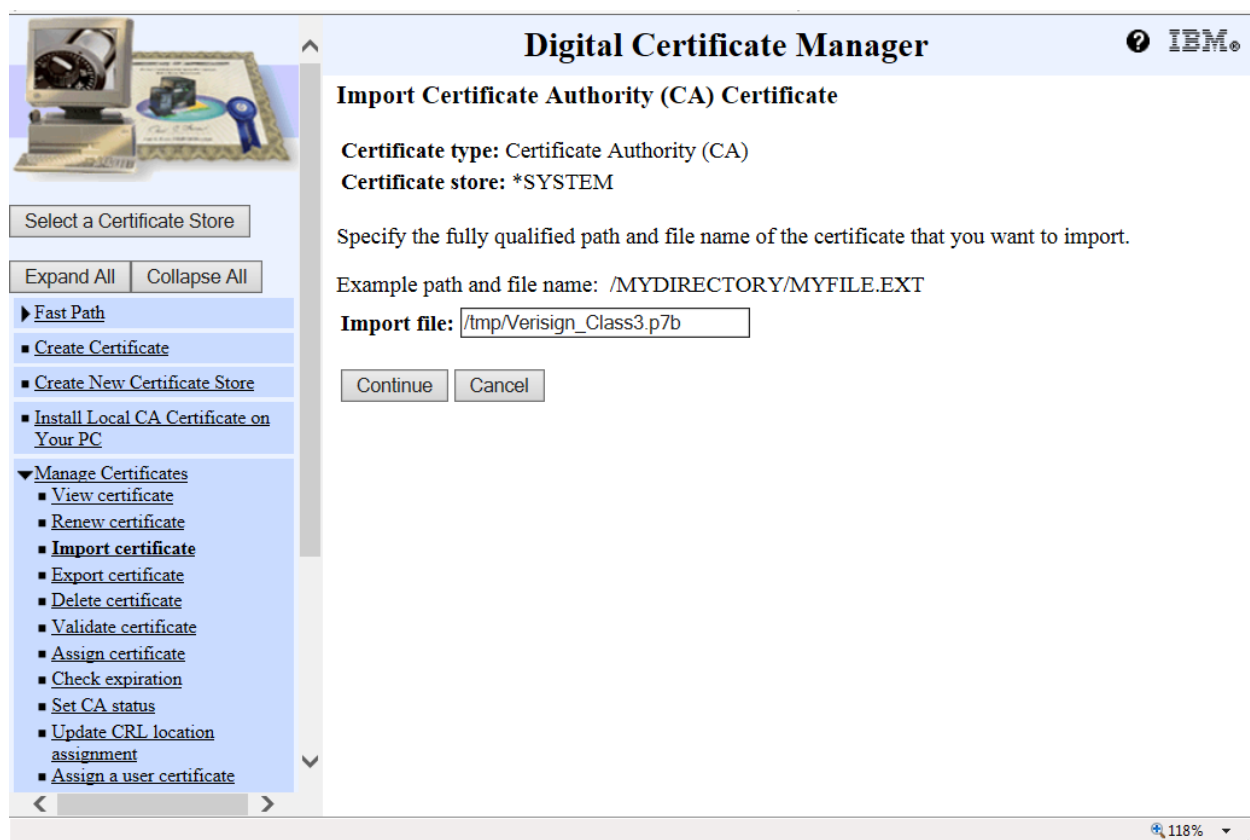 Digital Certificate Manager
IBM®
Import Certificate Authority (CA) Certificate
Certificate type: Certificate Authority (CA)
Certificate store: *SYSTEM
Specify the fully qualified path and file name of the certificate that you want to import.
Example path and file name: /MYDIRECTORY/MYFILE.EXT
Import file: /tmp/Verisign_Class3.p7b
Continue Cancel
Select a Certificate Store
Expand All Collapse All
Fast Path
Create Certificate
Create New Certificate Store
Install Local CA Certificate on
Your PC
Manage Certificates
View certificate
Renew certificate
Import certificate
Export certificate
Delete certificate
Validate certificate
Assign certificate
Check expiration
Set CA status
Update CRL location
assignment
Assign a user certificate
118%